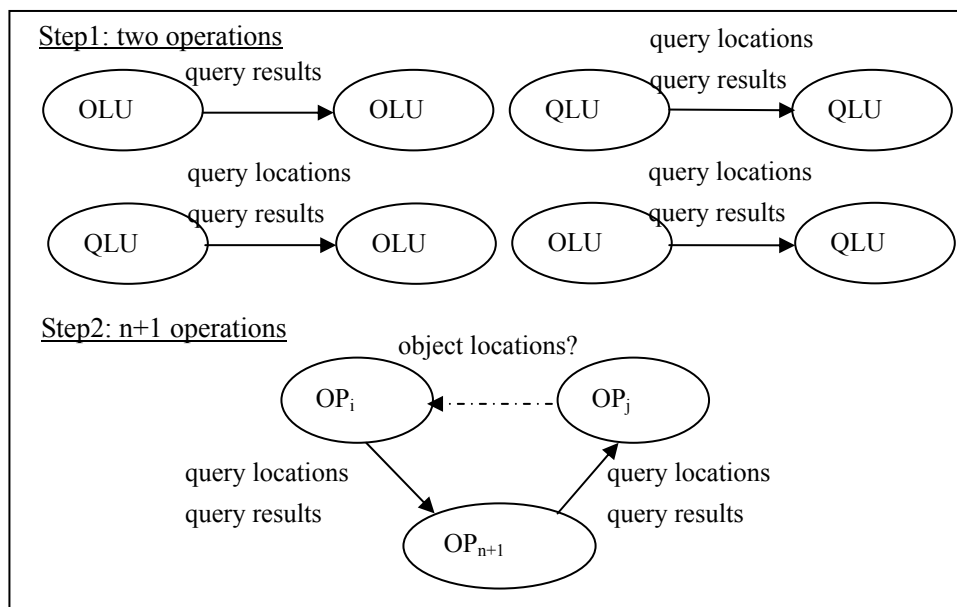 Step1: two operations
query results
OLU
OLU
query locations
query results
QLU
QLU
query locations
query results
QLU
OLU
query locations
query results
OLU
QLU
Step2: n+1 operations
object locations?
OPi
OPj
query locations
query results
query locations
query results
OPn+1